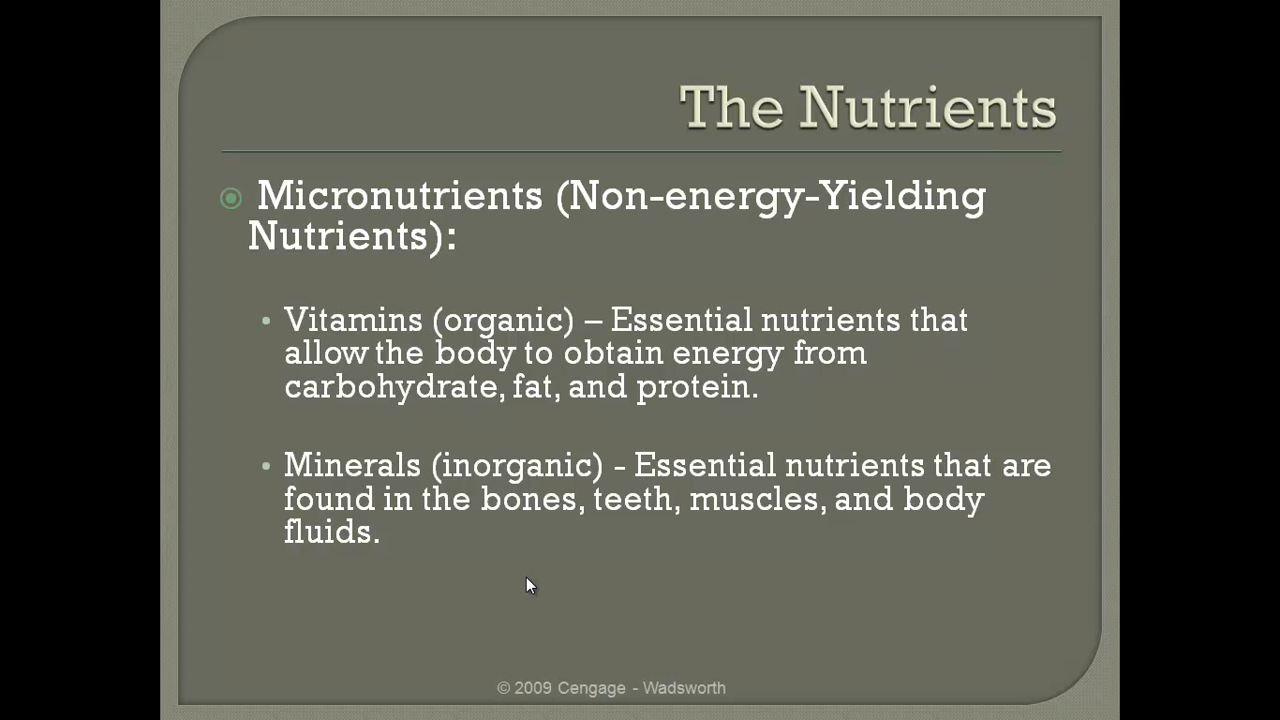 The Nutrients
Micronutrients (Non-energy-Yielding
Nutrients):
• Vitamins (organic) – Essential nutrients that
allow the body to obtain energy from
carbohydrate, fat, and protein.
• Minerals (inorganic) - Essential nutrients that are
found in the bones, teeth, muscles, and body
fluids.
© 2009 Cengage - Wadsworth